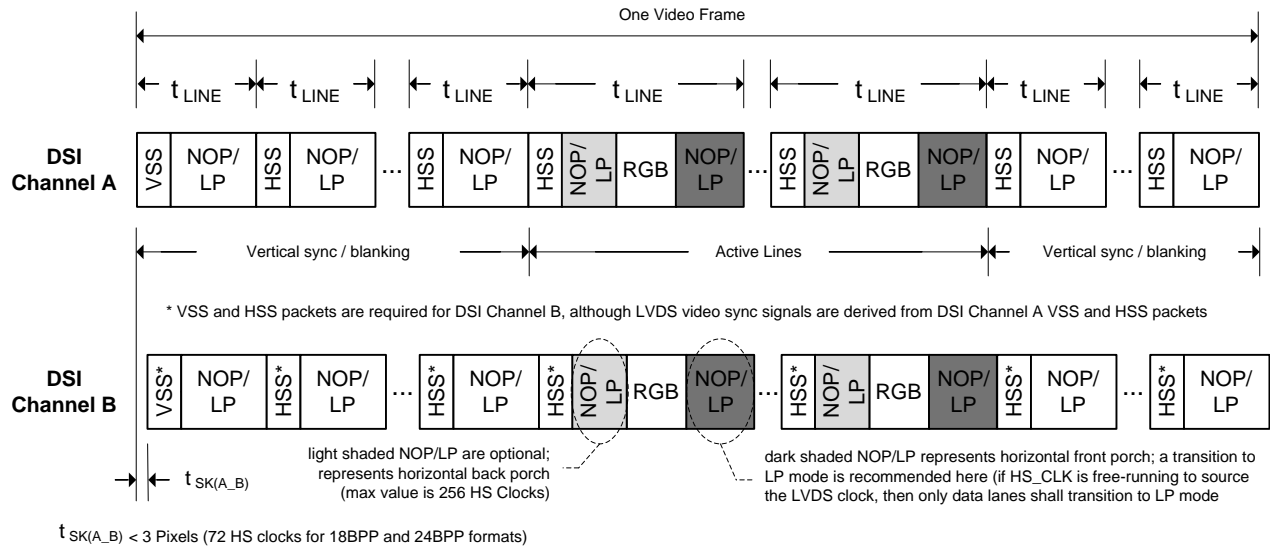 One Video Frame
t LINE t LINE t LINE t LINE t LINE t LINE t LINE
DSI Channel A
VSS NOP/LP HSS NOP/LP ... HSS NOP/LP HSS NOP/LP RGB NOP/LP ... HSS NOP/LP RGB NOP/LP HSS NOP/LP ... HSS NOP/LP
Vertical sync / blanking Active Lines Vertical sync / blanking
* VSS and HSS packets are required for DSI Channel B, although LVDS video sync signals are derived from DSI Channel A VSS and HSS packets
DSI Channel B
VSS* NOP/LP HSS* NOP/LP ... HSS* NOP/LP HSS* NOP/LP RGB NOP/LP ... HSS* NOP/LP RGB NOP/LP HSS* NOP/LP ... HSS* NOP/LP
t SK(A_B)
light shaded NOP/LP are optional;
represents horizontal back porch
(max value is 256 HS Clocks)
dark shaded NOP/LP represents horizontal front porch; a transition to
LP mode is recommended here (if HS_CLK is free-running to source
the LVDS clock, then only data lanes shall transition to LP mode
t SK(A_B) < 3 Pixels (72 HS clocks for 18BPP and 24BPP formats)